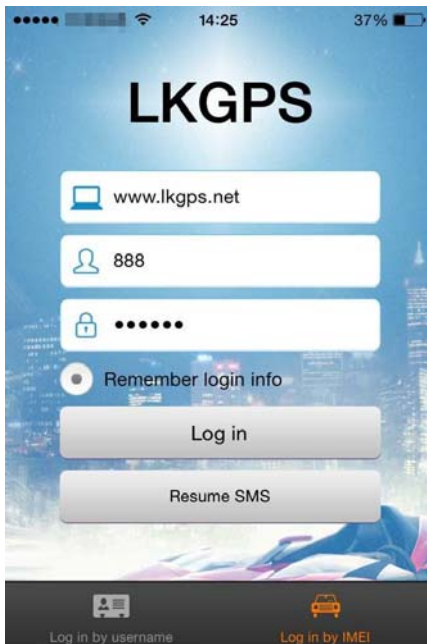 14:25
37%
LKGPS
www.lkgps.net
888
••••••
Remember login info
Log in
Resume SMS
Log in by username
Log in by IMEI